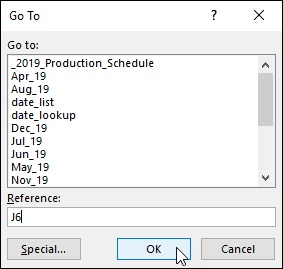 Go To
? ×
Go to:
_2019_Production_Schedule
Apr_19
Aug_19
date_list
date_lookup
Dec_19
Jul_19
Jun_19
May_19
Nov_19
Reference:
J6
Special... OK Cancel